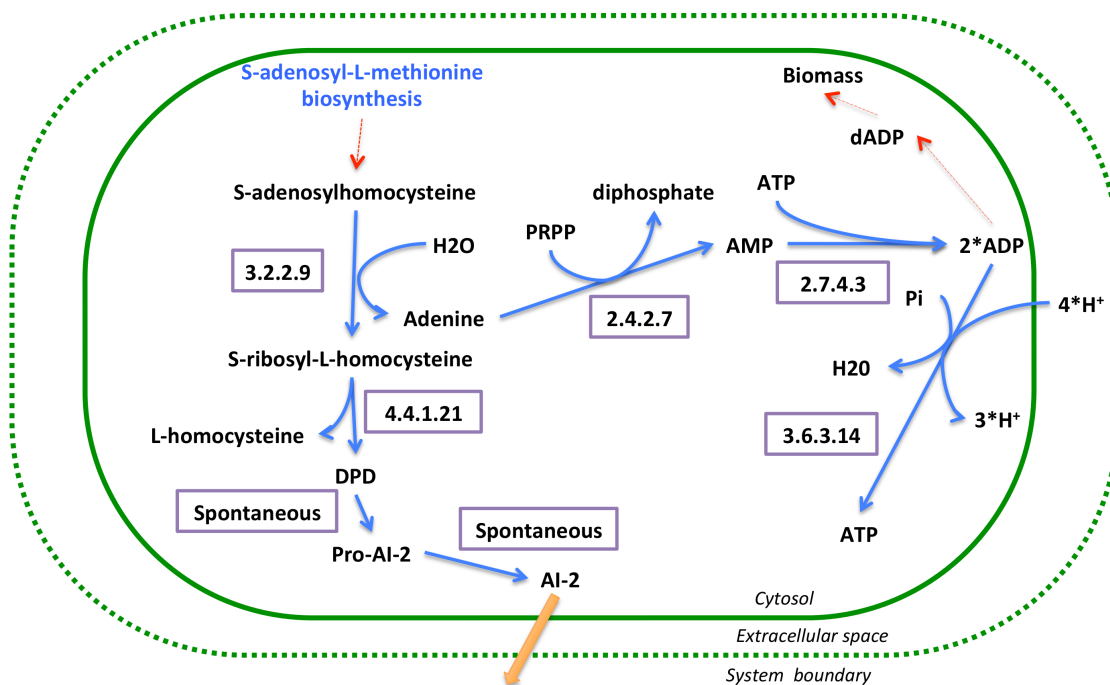 S-adenosyl-L-methionine
biosynthesis
Biomass
dADP
S-adenosylhomocysteine
diphosphate
ATP
H2O
PRPP
AMP
2*ADP
3.2.2.9
2.7.4.3
Pi
4*H⁺
Adenine
2.4.2.7
S-ribosyl-L-homocysteine
H20
4.4.1.21
3*H⁺
L-homocysteine
3.6.3.14
DPD
Spontaneous
Spontaneous
ATP
Pro-AI-2
AI-2
Cytosol
Extracellular space
System boundary